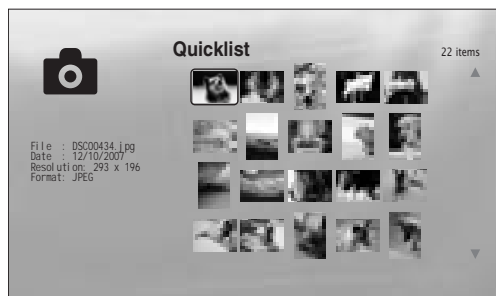 Quicklist
22 items
File : DSC00434.jpg
Date : 12/10/2007
Resolution: 293 x 196
Format: JPEG